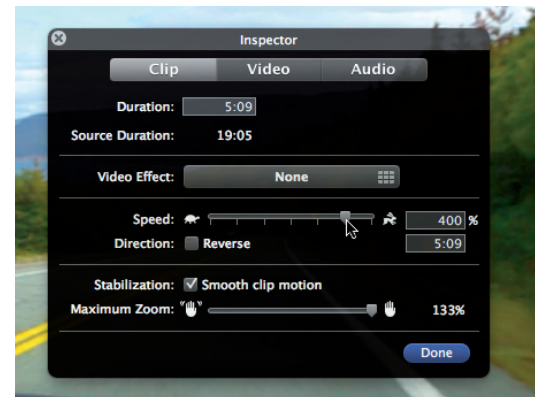 Inspector
Clip Video Audio
Duration: 5:09
Source Duration: 19:05
Video Effect: None
Speed: 400 %
Direction: Reverse 5:09
Stabilization: Smooth clip motion
Maximum Zoom: 133%
Done